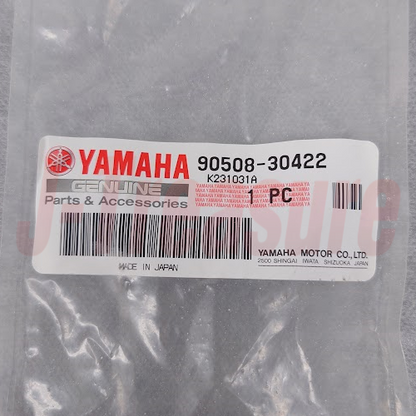 YAMAHA 90508-30422
K231031A
GENUINE
Parts & Accessories
1 PC
MADE IN JAPAN
YAMAHA MOTOR CO.,LTD.
2500 SHINGAI IWATA SHIZUOKA JAPAN